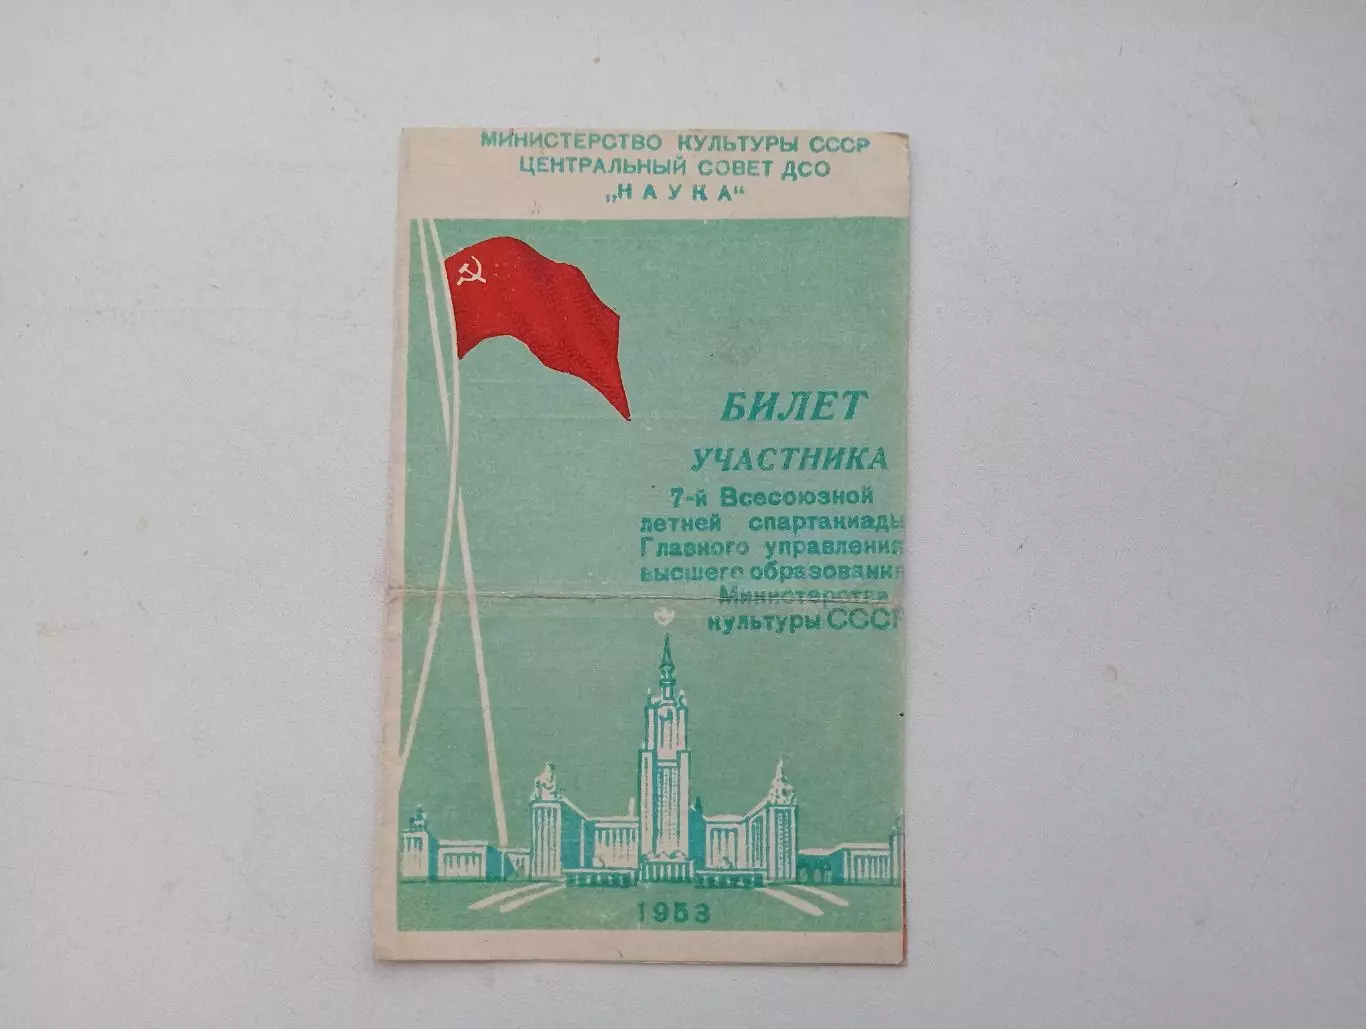 МИНИСТЕРСТВО КУЛЬТУРЫ СССР
ЦЕНТРАЛЬНЫЙ СОВЕТ ДСО
„НАУКА“
БИЛЕТ
УЧАСТНИКА
7-й Всесоюзной
летней спартакиады
Главного управления
высшего образования
Министерства
культуры СССР
1953